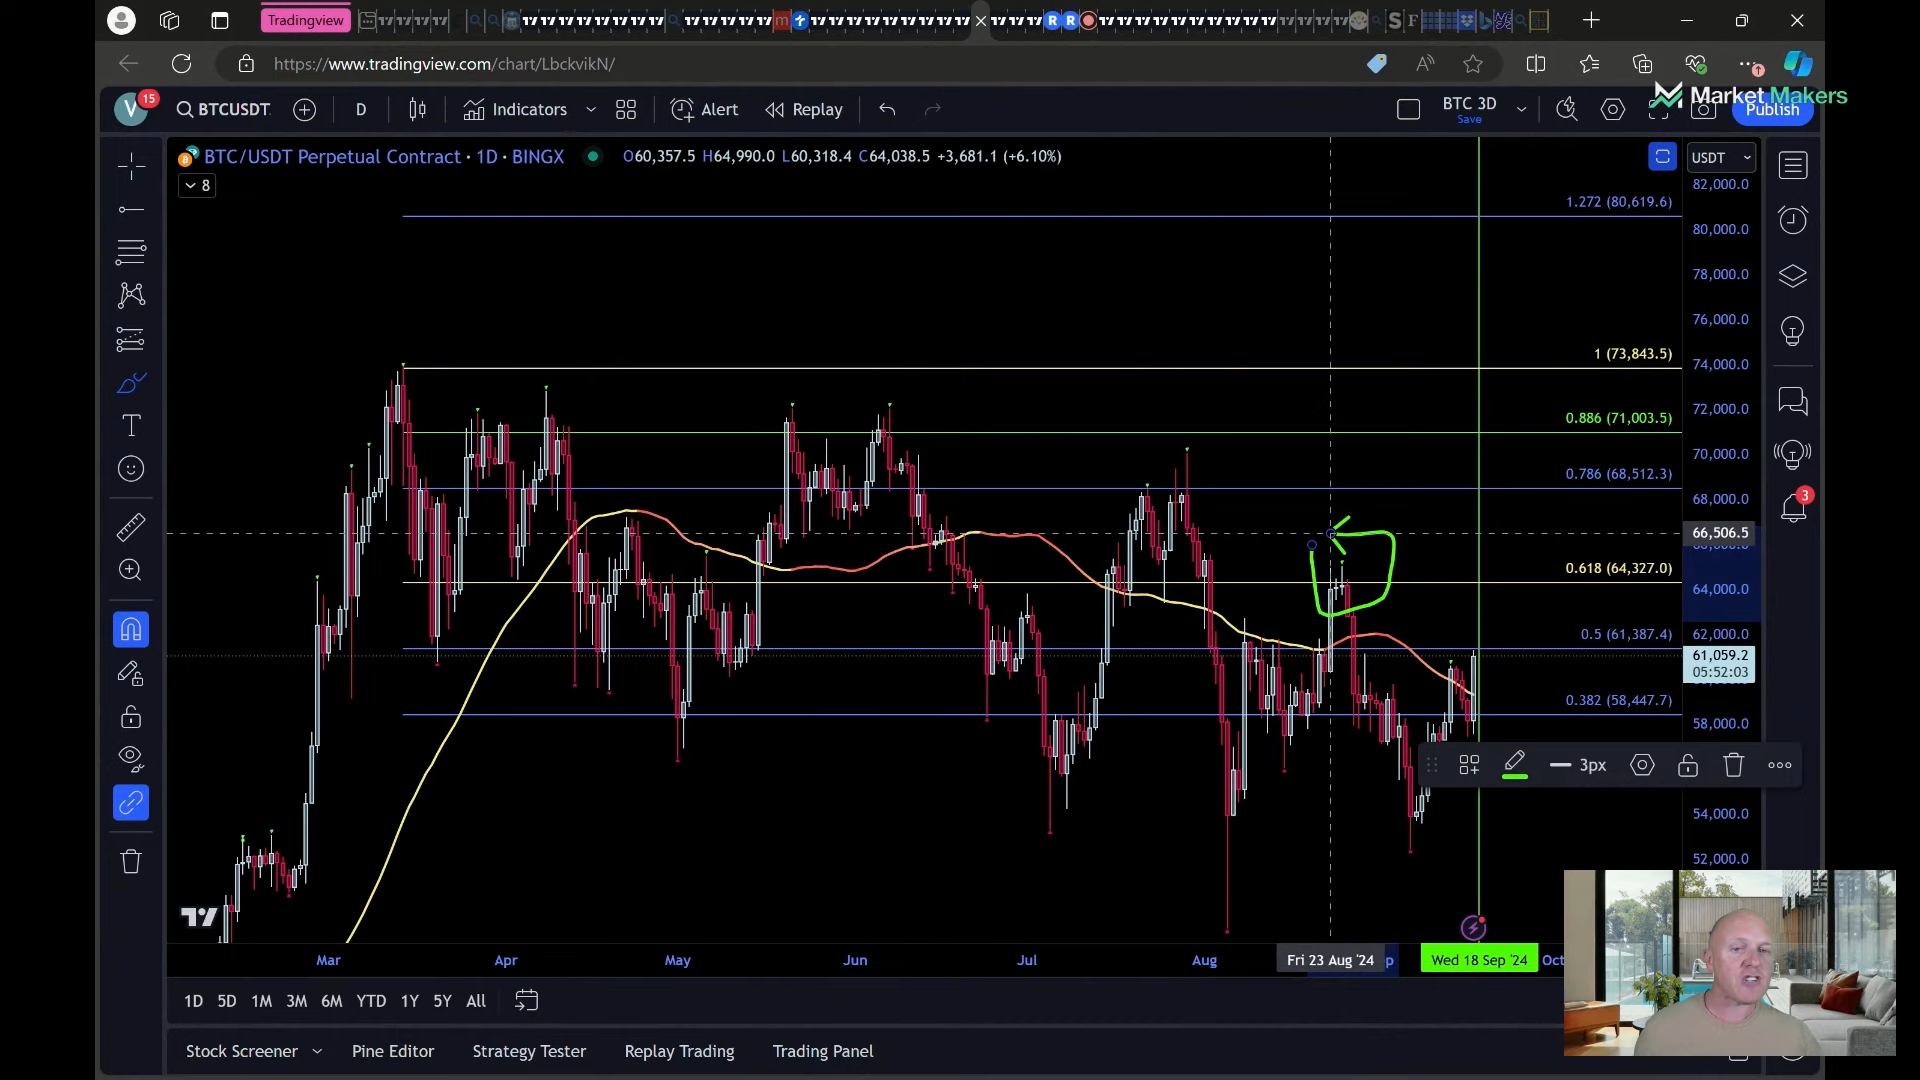 Tradingview
https://www.tradingview.com/chart/LbckvikN/
Market Makers
V 15 BTCUSDT D Indicators Alert Replay BTC 3D Save Publish
BTC/USDT Perpetual Contract · 1D · BINGX O60,357.5 H64,990.0 L60,318.4 C64,038.5 +3,681.1 (+6.10%) USDT
8
82,000.0
1.272 (80,619.6)
80,000.0
78,000.0
76,000.0
1 (73,843.5)
74,000.0
72,000.0
0.886 (71,003.5)
70,000.0
0.786 (68,512.3)
68,000.0
66,506.5
0.618 (64,327.0)
64,000.0
0.5 (61,387.4) 62,000.0
61,059.2
05:52:03
0.382 (58,447.7)
58,000.0
3px
54,000.0
52,000.0
3
Mar Apr May Jun Jul Aug Fri 23 Aug '24 Wed 18 Sep '24 Oct
1D 5D 1M 3M 6M YTD 1Y 5Y All
Stock Screener Pine Editor Strategy Tester Replay Trading Trading Panel